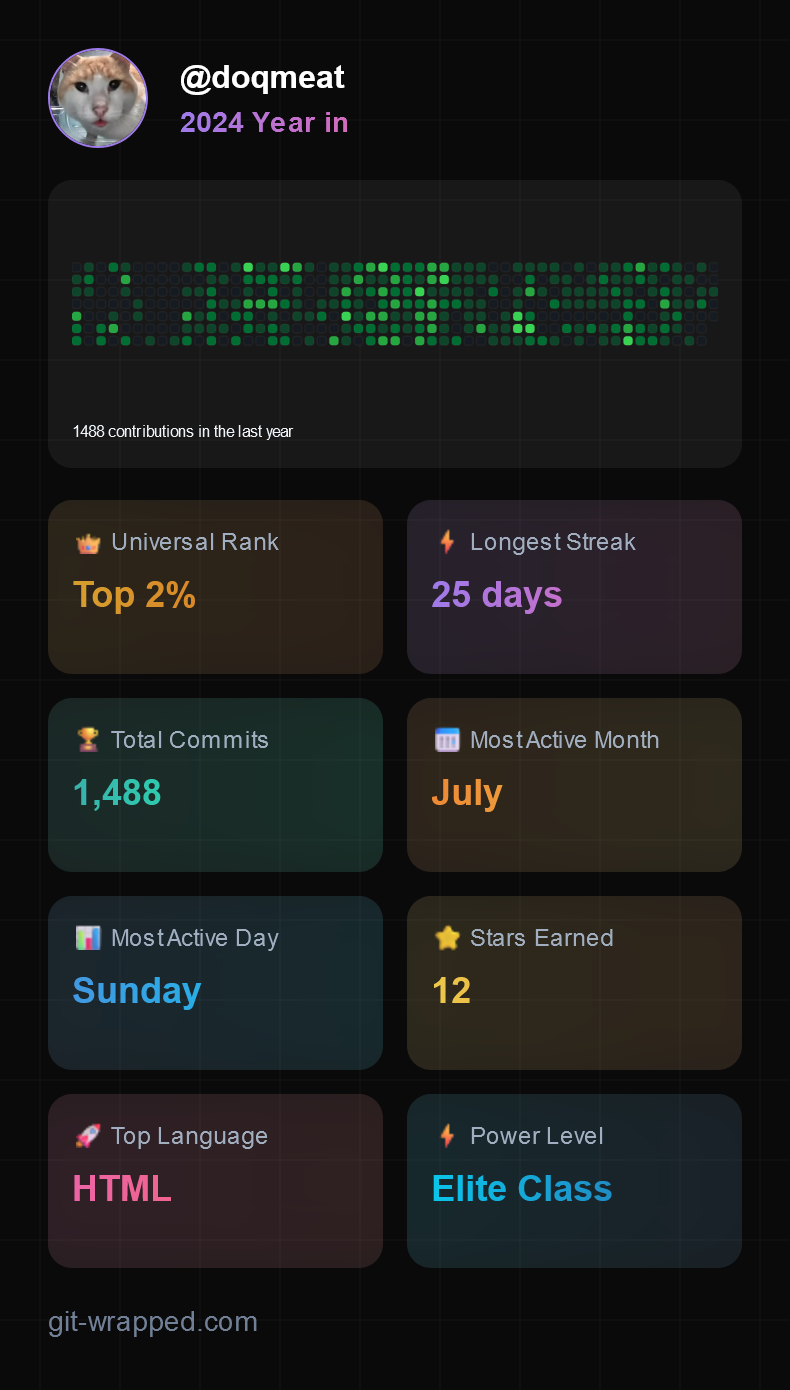 @doqmeat
2024 Year in
1488 contributions in the last year
Universal Rank
Top 2%
Longest Streak
25 days
Total Commits
1,488
Most Active Month
July
Most Active Day
Sunday
Stars Earned
12
Top Language
HTML
Power Level
Elite Class
git-wrapped.com